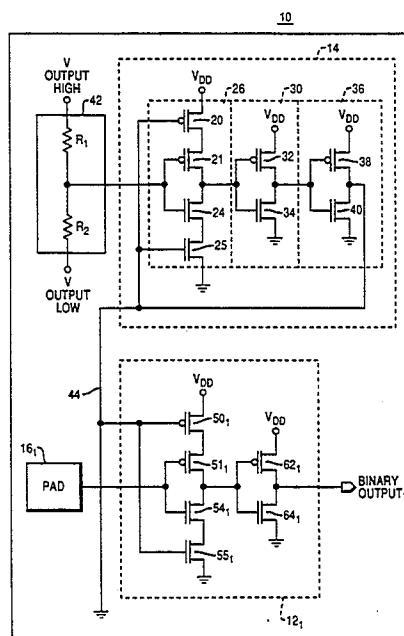 10
14
V
OUTPUT
HIGH
42
R1
R2
V
OUTPUT
LOW
VDD
26
30
36
20
21
24
25
VDD
32
34
VDD
38
40
44
161
PAD
VDD
501
511
541
551
VDD
621
641
BINARY
OUTPUT
121